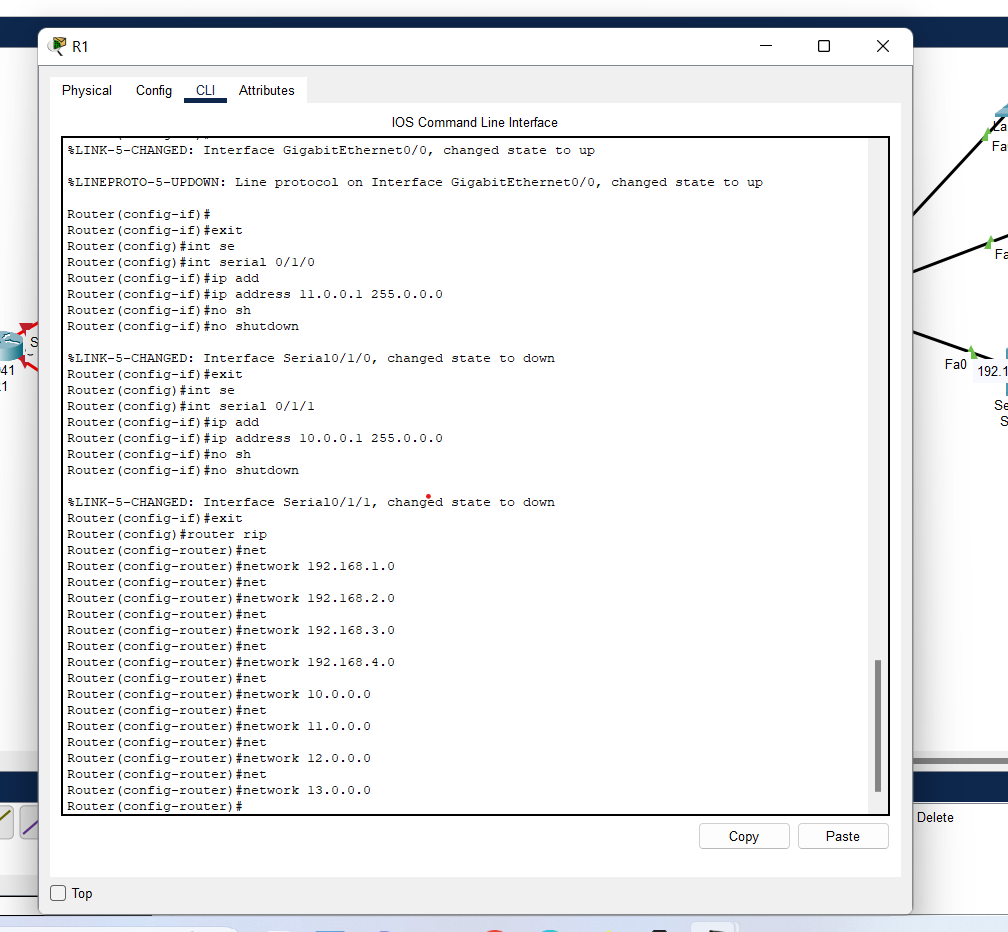 R1
Physical Config CLI Attributes
IOS Command Line Interface
%LINK-5-CHANGED: Interface GigabitEthernet0/0, changed state to up
%LINEPROTO-5-UPDOWN: Line protocol on Interface GigabitEthernet0/0, changed state to up
Router(config-if)#
Router(config-if)#exit
Router(config)#int se
Router(config)#int serial 0/1/0
Router(config-if)#ip add
Router(config-if)#ip address 11.0.0.1 255.0.0.0
Router(config-if)#no sh
Router(config-if)#no shutdown
%LINK-5-CHANGED: Interface Serial0/1/0, changed state to down
Router(config-if)#exit
Router(config)#int se
Router(config)#int serial 0/1/1
Router(config-if)#ip add
Router(config-if)#ip address 10.0.0.1 255.0.0.0
Router(config-if)#no sh
Router(config-if)#no shutdown
%LINK-5-CHANGED: Interface Serial0/1/1, changed state to down
Router(config-if)#exit
Router(config)#router rip
Router(config-router)#net
Router(config-router)#network 192.168.1.0
Router(config-router)#net
Router(config-router)#network 192.168.2.0
Router(config-router)#net
Router(config-router)#network 192.168.3.0
Router(config-router)#net
Router(config-router)#network 192.168.4.0
Router(config-router)#net
Router(config-router)#network 10.0.0.0
Router(config-router)#net
Router(config-router)#network 11.0.0.0
Router(config-router)#net
Router(config-router)#network 12.0.0.0
Router(config-router)#net
Router(config-router)#network 13.0.0.0
Router(config-router)#
Copy Paste
Top
S
41
1
La
Fa
Fa
Fa0 192.1
Se
S
Delete